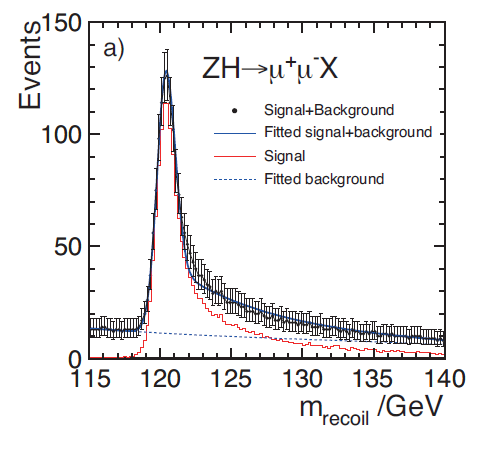 Events
150
100
50
0
a)
ZH→μ⁺μ⁻X
Signal+Background
Fitted signal+background
Signal
Fitted background
115 120 125 130 135 140
m_recoil /GeV